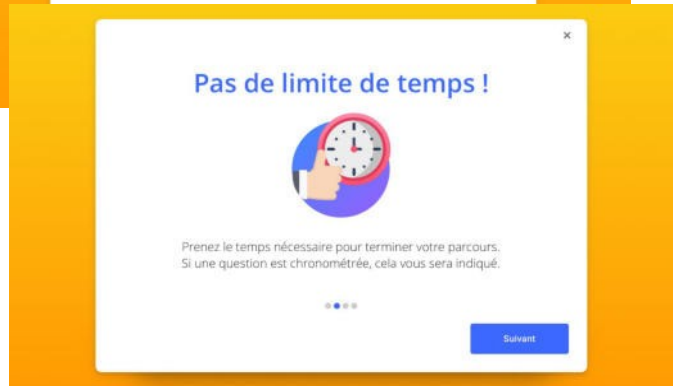 Pas de limite de temps !
Prenez le temps nécessaire pour terminer votre parcours.
Si une question est chronométrée, cela vous sera indiqué.
Suivant